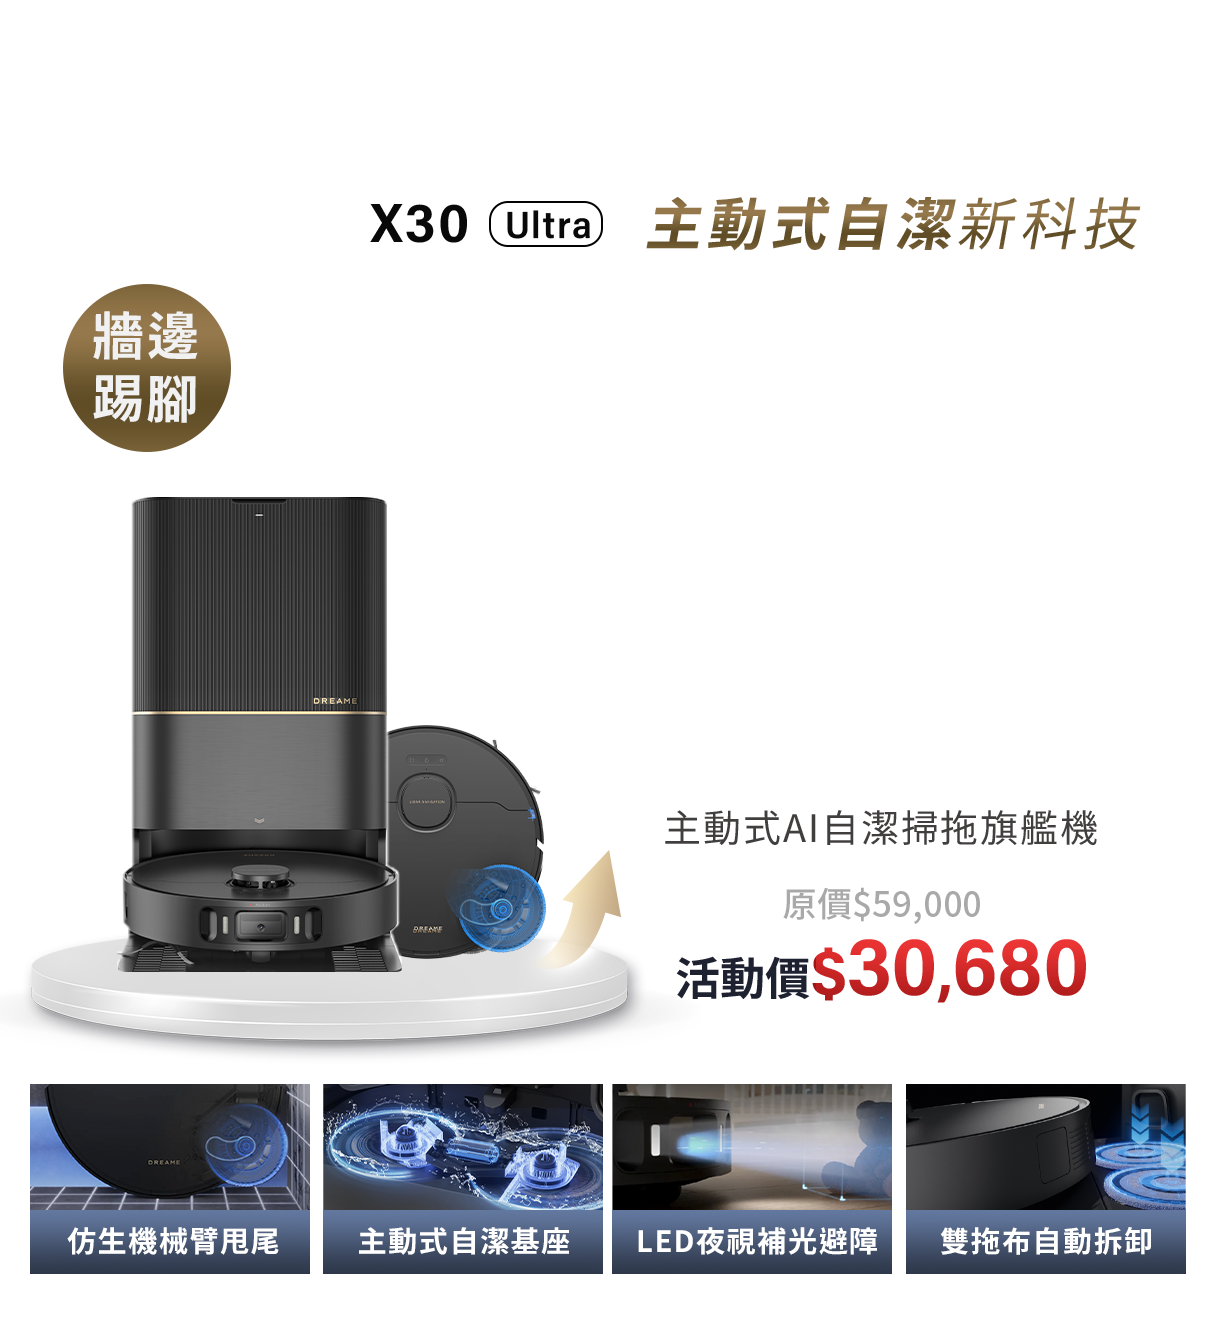 X30 Ultra 主動式自潔新科技
牆邊
踢腳
DREAME
DREAME
主動式AI自潔掃拖旗艦機
原價$59,000
活動價$30,680
DREAME
仿生機械臂甩尾
主動式自潔基座
LED夜視補光避障
雙拖布自動拆卸